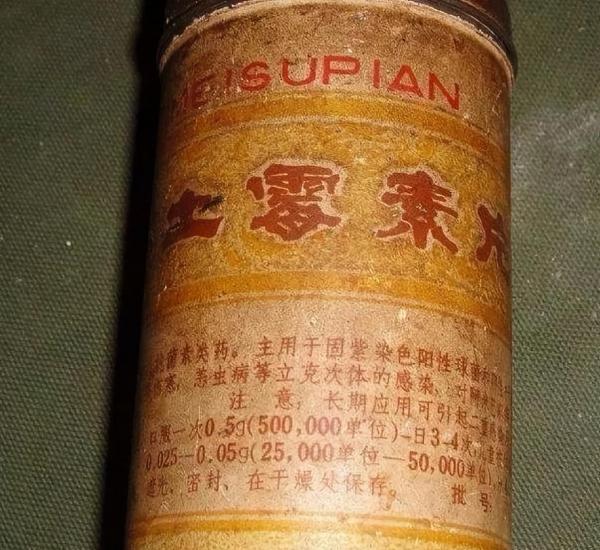 MEISUPIAN
土霉素片
菌素类药。主用于固紫染色阳性球菌
恙虫病等立克次体的感染,对
注意,长期应用可引起二重
口服一次0.5g(500,000单位)一日3-4次,儿童
0.025—0.05g(25,000单位—50,000单位)
避光、密封、在干燥处保存。 批号